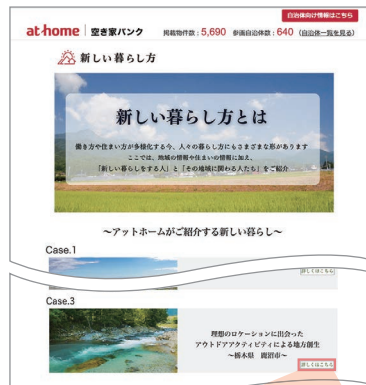 自治体向け情報はこちら
at home 空き家バンク 掲載物件数：5,690 参画自治体数：640 （自治体一覧を見る）
新しい暮らし方
新しい暮らし方とは
働き方や住まい方が多様化する今、人々の暮らし方にもさまざまな形があります
ここでは、地域の情報や住まいの情報に加え、
「新しい暮らしをする人」と「その地域に関わる人たち」をご紹介
〜アットホームがご紹介する新しい暮らし〜
Case.1
詳しくはこちら
Case.3
理想のロケーションに出会った
アウトドアアクティビティによる地方創生
〜栃木県 鹿沼市〜
詳しくはこちら